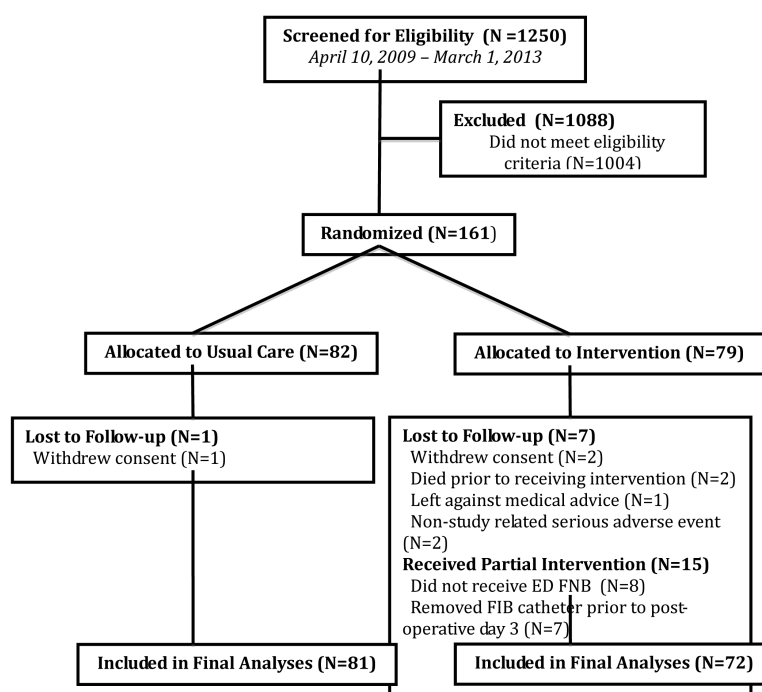 Screened for Eligibility (N =1250)
April 10, 2009 – March 1, 2013
Excluded (N=1088)
Did not meet eligibility
criteria (N=1004)
Randomized (N=161)
Allocated to Usual Care (N=82)
Allocated to Intervention (N=79)
Lost to Follow-up (N=1)
Withdrew consent (N=1)
Lost to Follow-up (N=7)
Withdrew consent (N=2)
Died prior to receiving intervention (N=2)
Left against medical advice (N=1)
Non-study related serious adverse event
(N=2)
Received Partial Intervention (N=15)
Did not receive ED FNB (N=8)
Removed FIB catheter prior to post-
operative day 3 (N=7)
Included in Final Analyses (N=81)
Included in Final Analyses (N=72)